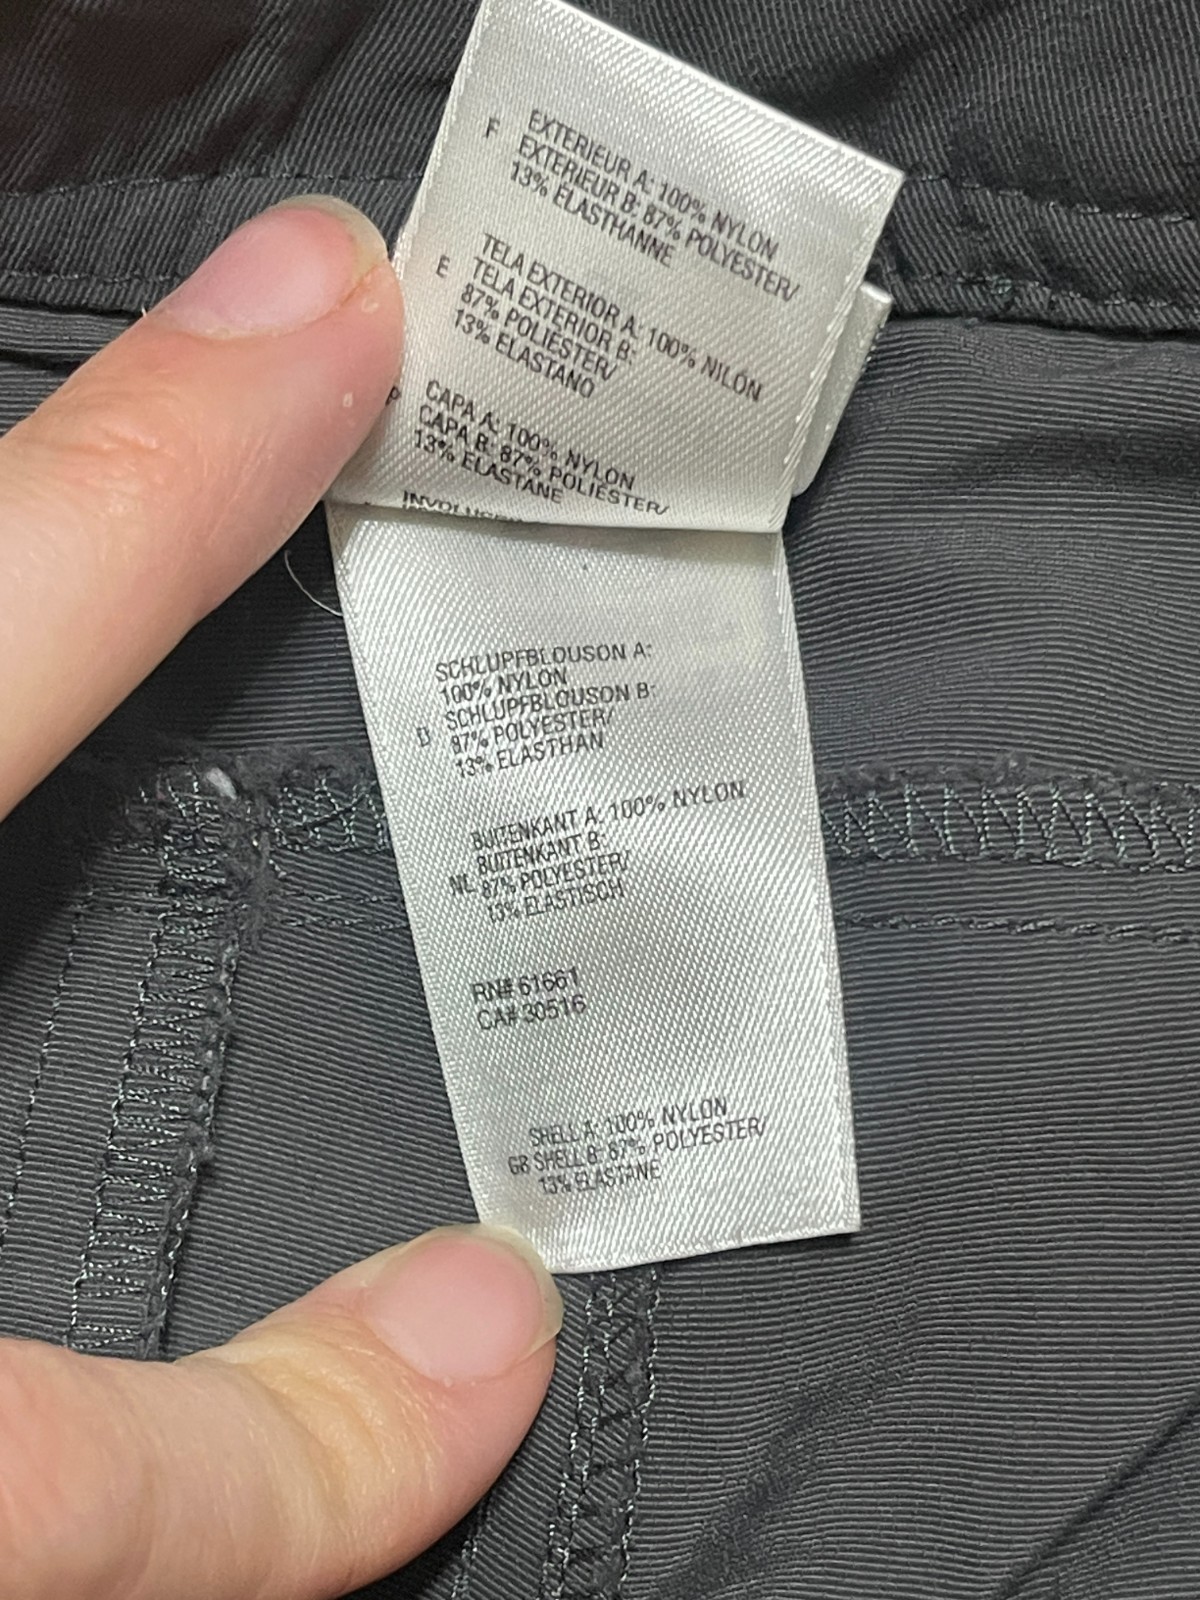 F EXTERIEUR A: 100% NYLON
EXTERIEUR B: 87% POLYESTER/
13% ELASTHANNE
E TELA EXTERIOR A: 100% NILÓN
TELA EXTERIOR B:
87% POLIÉSTER/
13% ELASTANO
P CAPA A: 100% NYLON
CAPA B: 87% POLIÉSTER/
13% ELASTANE
SCHLUPFBLOUSON A:
100% NYLON
D SCHLUPFBLOUSON B:
87% POLYESTER/
13% ELASTHAN
BUITENKANT A: 100% NYLON
BUITENKANT B:
NL 87% POLYESTER/
13% ELASTISCH
RN# 61661
CA# 30516
SHELL A: 100% NYLON
GB SHELL B: 87% POLYESTER/
13% ELASTANE